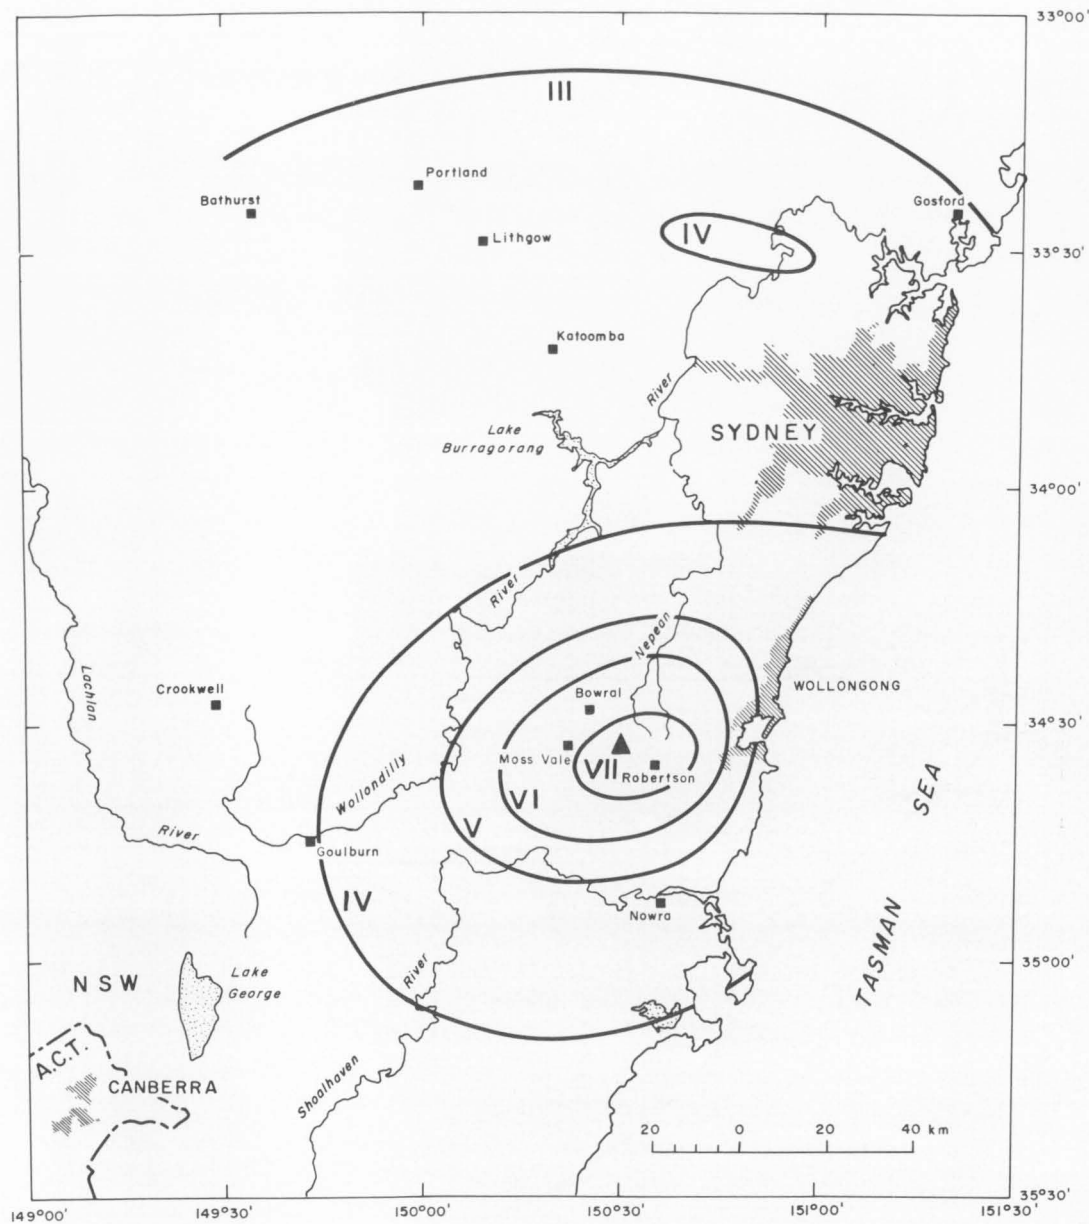 33°00'
III
Portland
Bathurst
Gosford
Lithgow
IV
33°30'
Katoomba
River
Lake
Burragorang
SYDNEY
34°00'
River
Nepean
Lachlan
Crookwell
Bowral
WOLLONGONG
34°30'
Moss Vale
VII
Robertson
Wollondilly
VI
SEA
River
V
Goulburn
IV
Nowra
TASMAN
NSW
Lake
George
River
35°00'
A.C.T.
CANBERRA
Shoalhaven
20 0 20 40 km
35°30'
149°00' 149°30' 150°00' 150°30' 151°00' 151°30'